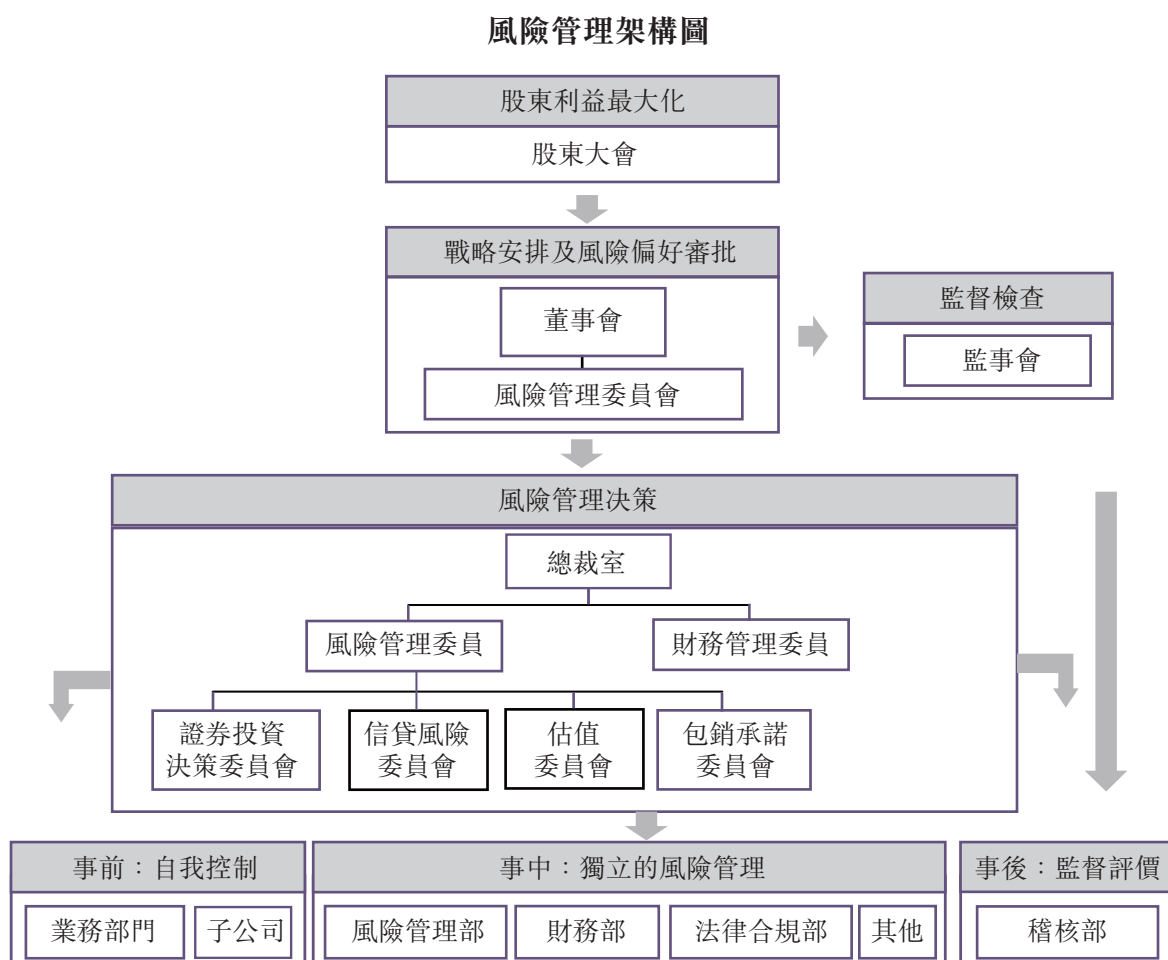 風險管理架構圖
股東利益最大化
股東大會
戰略安排及風險偏好審批
董事會
風險管理委員會
監督檢查
監事會
風險管理决策
總裁室
風險管理委員
財務管理委員
證券投資
決策委員會
信貸風險
委員會
估值
委員會
包銷承諾
委員會
事前：自我控制
業務部門
子公司
事中：獨立的風險管理
風險管理部
財務部
法律合規部
其他
事後：監督評價
稽核部